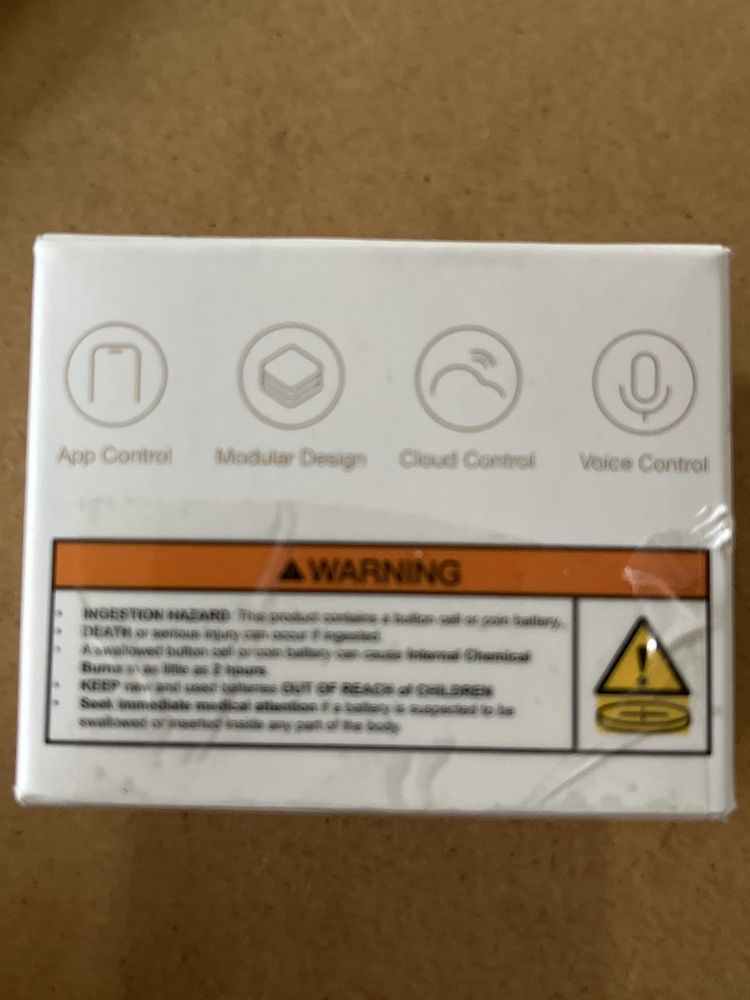 App Control
Modular Design
Cloud Control
Voice Control
WARNING
INGESTION HAZARD: This product contains a button cell or coin battery.
DEATH or serious injury can occur if ingested.
A swallowed button cell or coin battery can cause Internal Chemical
Burns in as little as 2 hours.
KEEP new and used batteries OUT OF REACH of CHILDREN
Seek immediate medical attention if a battery is suspected to be
swallowed or inserted inside any part of the body.